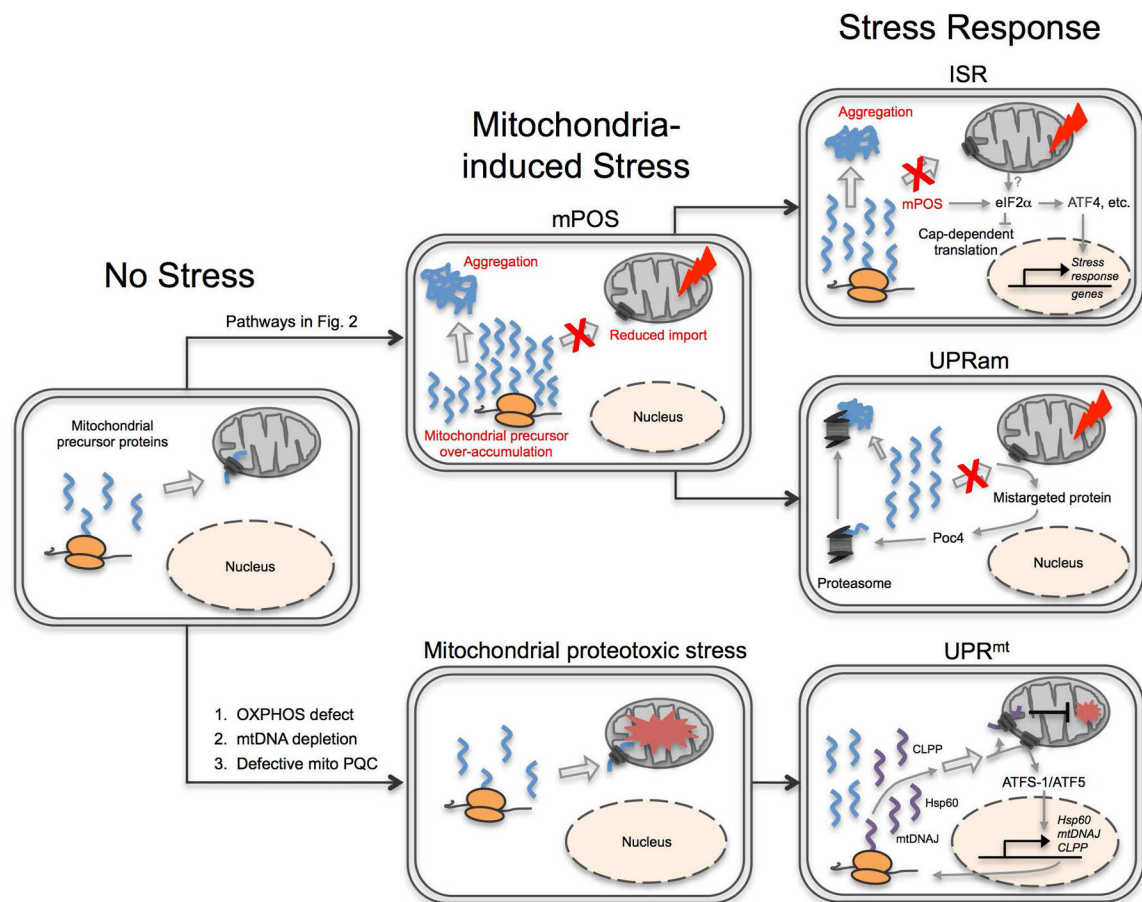 Stress Response
ISR
Aggregation
?
mPOS
eIF2α
ATF4, etc.
Cap-dependent
translation
Stress
response
genes
Mitochondria-
induced Stress
mPOS
Aggregation
Reduced import
Nucleus
Mitochondrial precursor
over-accumulation
No Stress
Pathways in Fig. 2
Mitochondrial
precursor proteins
Nucleus
UPRam
Mistargeted protein
Poc4
Proteasome
Nucleus
1. OXPHOS defect
2. mtDNA depletion
3. Defective mito PQC
Mitochondrial proteotoxic stress
Nucleus
UPRmt
CLPP
Hsp60
mtDNAJ
ATFS-1/ATF5
Hsp60
mtDNAJ
CLPP